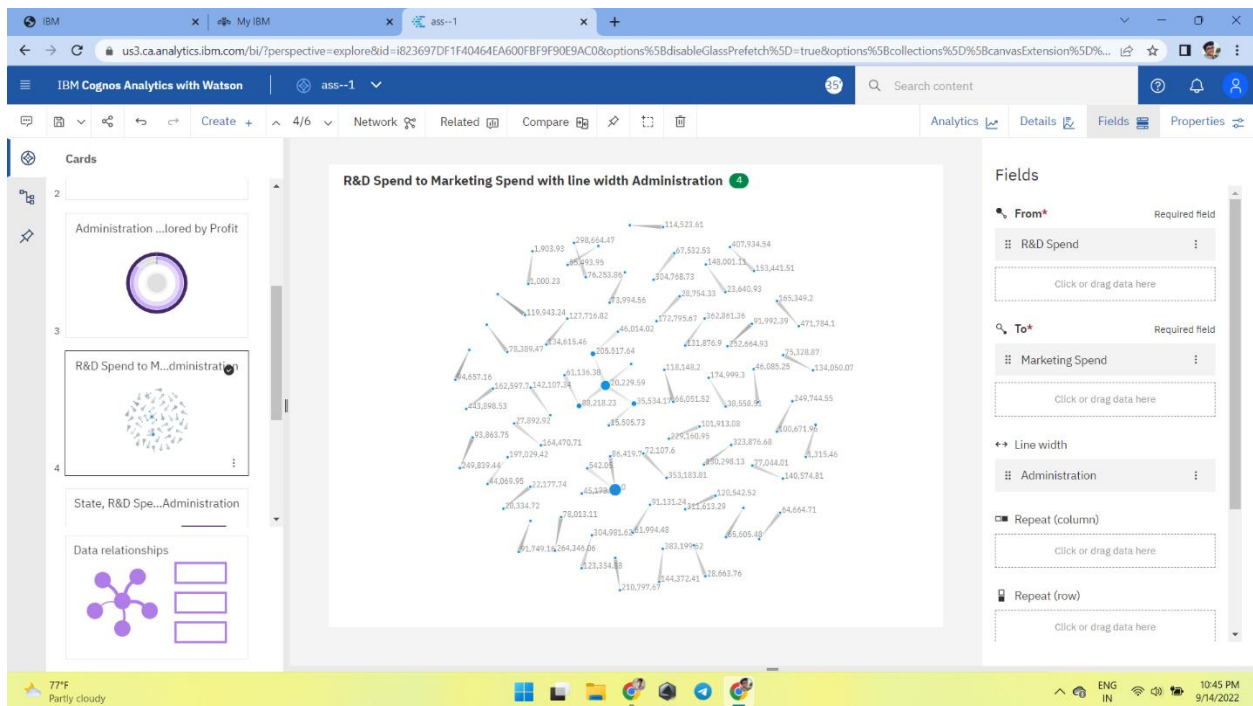 IBM
My IBM
ass--1
us3.ca.analytics.ibm.com/bi/?perspective=explore&id=i823697DF1F40464EA600FBF9F90E9AC0&options%5BdisableGlassPrefetch%5D=true&options%5Bcollections%5D%5BcanvasExtension%5D%...
IBM Cognos Analytics with Watson
ass--1
35
Search content
Create +
4/6
Network
Related
Compare
Analytics
Details
Fields
Properties
Cards
2
Administration ...lored by Profit
3
R&D Spend to M...dministration
4
State, R&D Spe...Administration
Data relationships
R&D Spend to Marketing Spend with line width Administration 4
114,523.61
298,664.47
1,903.93
67,532.53
407,934.54
65,493.95
148,001.11
153,441.51
76,253.86
304,768.73
1,000.23
28,754.33
23,640.93
73,994.56
165,349.2
119,943.24
127,716.82
172,795.67
362,861.36
91,992.39
471,784.1
46,014.02
134,615.46
131,876.9
252,664.93
78,389.47
205,517.64
75,328.87
61,136.38
118,148.2
46,085.25
134,050.07
94,657.16
174,999.3
162,597.7
142,107.34
20,229.59
443,898.53
88,218.23
35,534.17
66,051.52
38,558.51
249,744.55
27,892.92
15,505.73
101,913.08
93,863.75
229,160.95
100,671.96
164,470.71
323,876.68
197,029.42
86,419.7
72,107.6
1,315.46
249,839.44
542.05
77,044.01
353,183.81
140,574.81
44,069.95
22,177.74
0
120,542.52
28,334.72
91,131.24
311,613.29
78,013.11
64,664.71
304,981.62
61,994.48
65,605.48
91,749.16
264,346.06
383,199.62
123,334.88
28,663.76
144,372.41
210,797.67
Fields
From* Required field
R&D Spend
Click or drag data here
To* Required field
Marketing Spend
Click or drag data here
Line width
Administration
Repeat (column)
Click or drag data here
Repeat (row)
Click or drag data here
77°F
Partly cloudy
ENG
IN
10:45 PM
9/14/2022